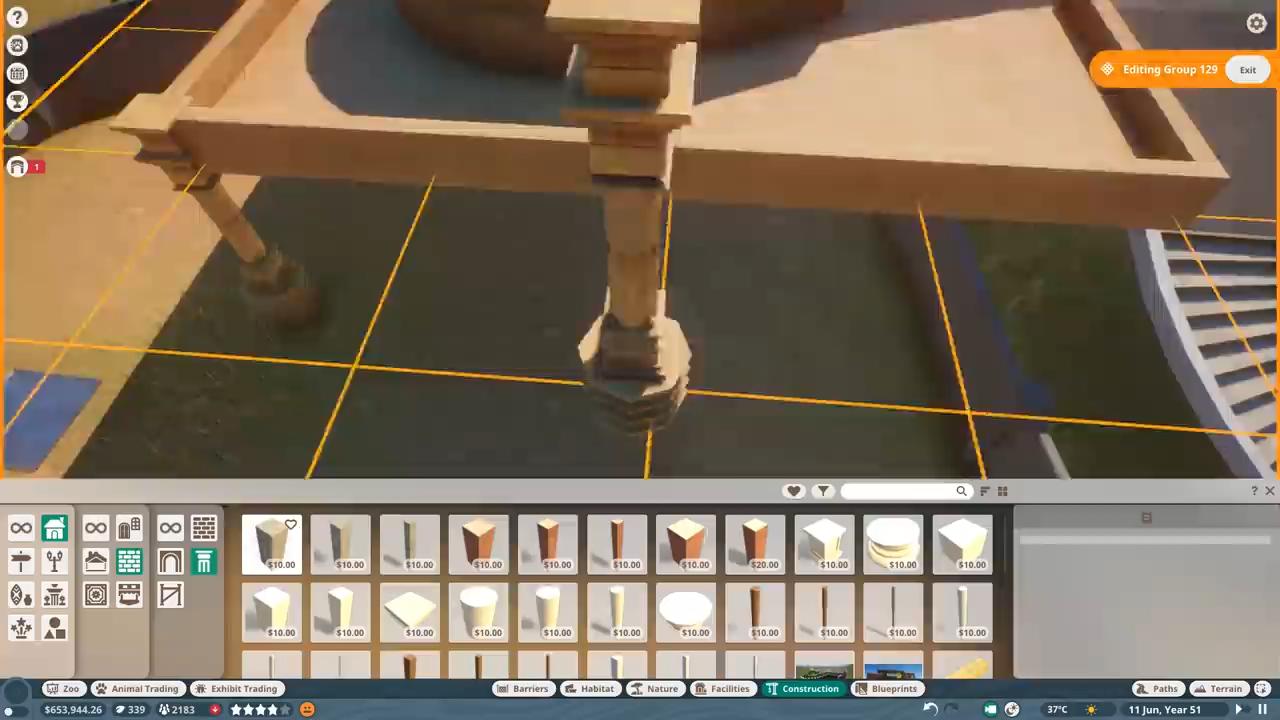 ?
Editing Group 129
Exit
1
? ×
$10.00 $10.00 $10.00 $10.00 $10.00 $10.00 $10.00 $20.00 $10.00 $10.00 $10.00
$10.00 $10.00 $10.00 $10.00 $10.00 $10.00 $10.00 $10.00 $10.00 $10.00 $10.00
Zoo Animal Trading Exhibit Trading Barriers Habitat Nature Facilities Construction Blueprints Paths Terrain
$653,944.26 339 2183 37°C 11 Jun, Year 51